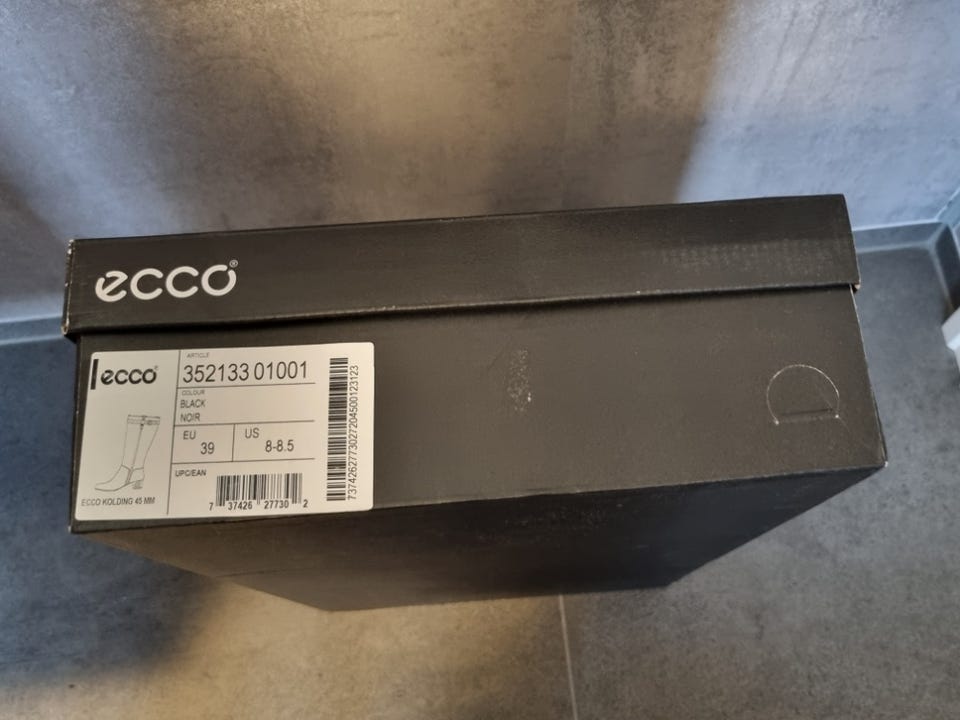 ecco®
ecco®
ARTICLE
352133 01001
COLOUR
BLACK
NOIR
EU
39
US
8-8.5
UPC/EAN
7 37426 27730 2
ECCO KOLDING 45 MM
7374262773027204500123123